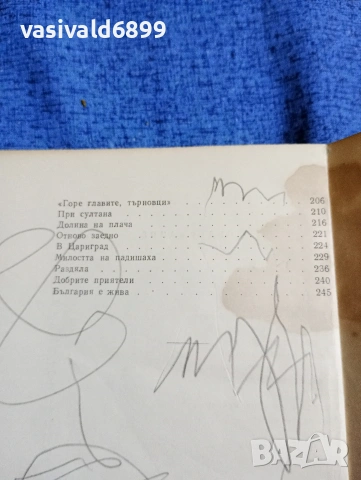 vasivald6899
«Горе главите, търновци» . . . . . . . . . . 206
При султана . . . . . . . . . . 210
Долина на плача . . . . . . . . . . 216
Отново заедно . . . . . . . . . . 221
В Цариград . . . . . . . . . . 224
Милостта на падишаха . . . . . . . . . . 229
Раздяла . . . . . . . . . . 236
Добрите приятели . . . . . . . . . . 240
България е жива . . . . . . . . . . 245
BAZAR